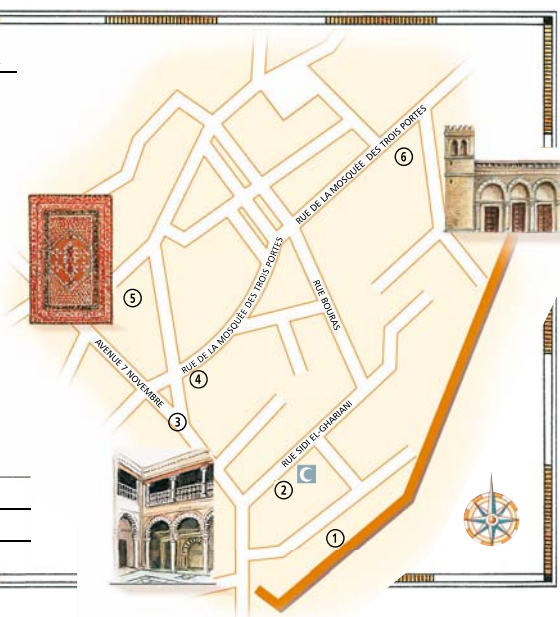 RUE DE LA MOSQUÉE DES TROIS PORTES
6
5
RUE DE LA MOSQUÉE DES TROIS PORTES
RUE BOURAS
AVENUE 7 NOVEMBRE
4
3
RUE SIDI EL-GHARIANI
2
1